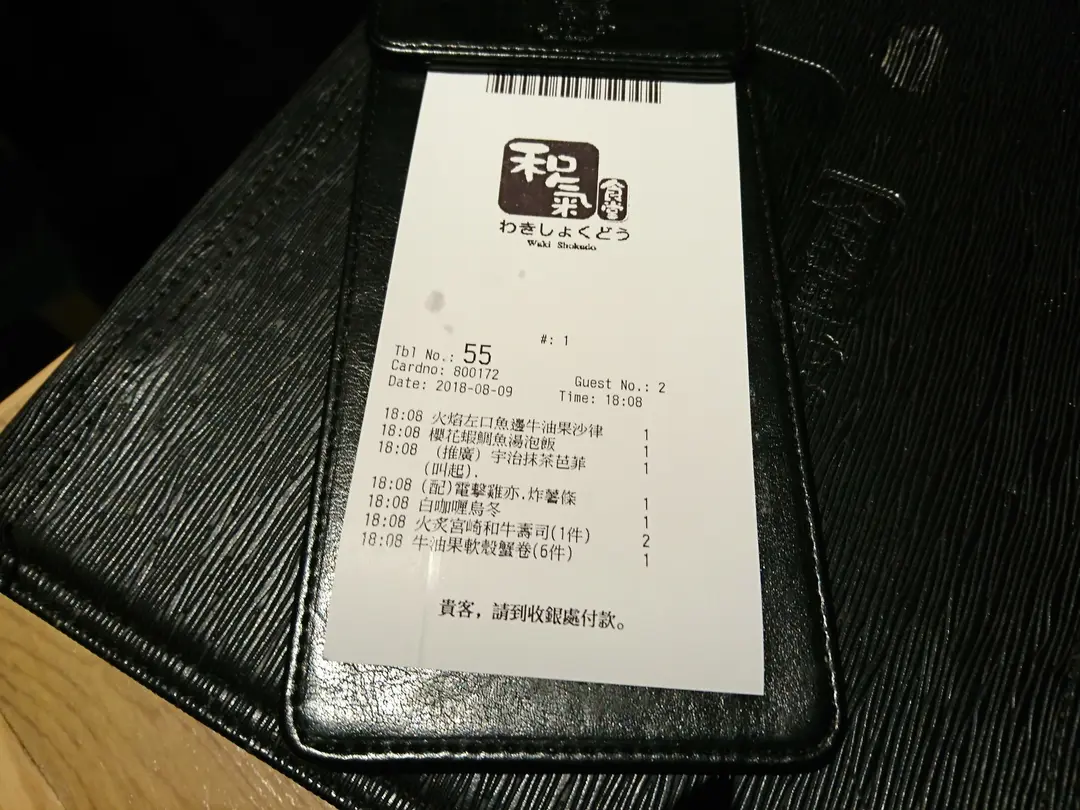 和氣
食堂
わきしょくどう
Waki Shokudo
#: 1
Tbl No.: 55
Cardno: 800172 Guest No.: 2
Date: 2018-08-09 Time: 18:08
18:08 火焰左口魚邊牛油果沙律 1
18:08 櫻花蝦鯛魚湯泡飯 1
18:08 (推廣) 宇治抹茶芭菲 1
(叫起).
18:08 (配)電擊雞亦.炸薯條 1
18:08 白咖喱烏冬 1
18:08 火炙宮崎和牛壽司(1件) 2
18:08 牛油果軟殼蟹卷(6件) 1
貴客，請到收銀處付款。